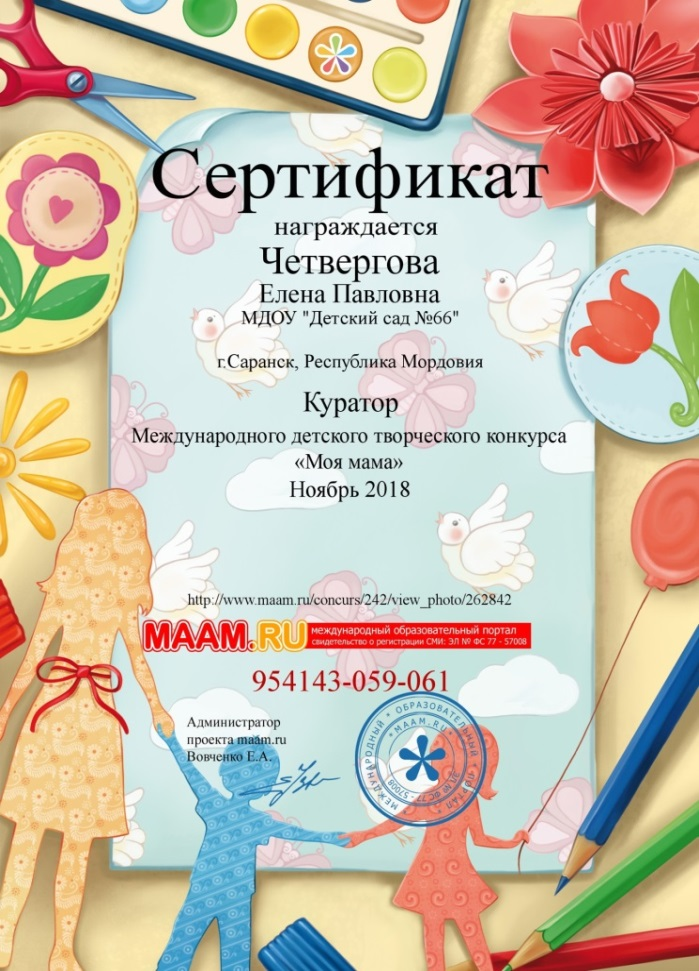 Сертификат
награждается
Четвергова
Елена Павловна
МДОУ "Детский сад №66"
г.Саранск, Республика Мордовия
Куратор
Международного детского творческого конкурса
«Моя мама»
Ноябрь 2018
http://www.maam.ru/concurs/242/view_photo/262842
MAAM.RU международный образовательный портал
свидетельство о регистрации СМИ: ЭЛ № ФС 77 - 57008
954143-059-061
Администратор
проекта maam.ru
Вовченко Е.А.
МЕЖДУНАРОДНЫЙ * ОБРАЗОВАТЕЛЬНЫЙ * ПОРТАЛ *
* MAAM.RU * ЭЛ № ФС 77 - 57008